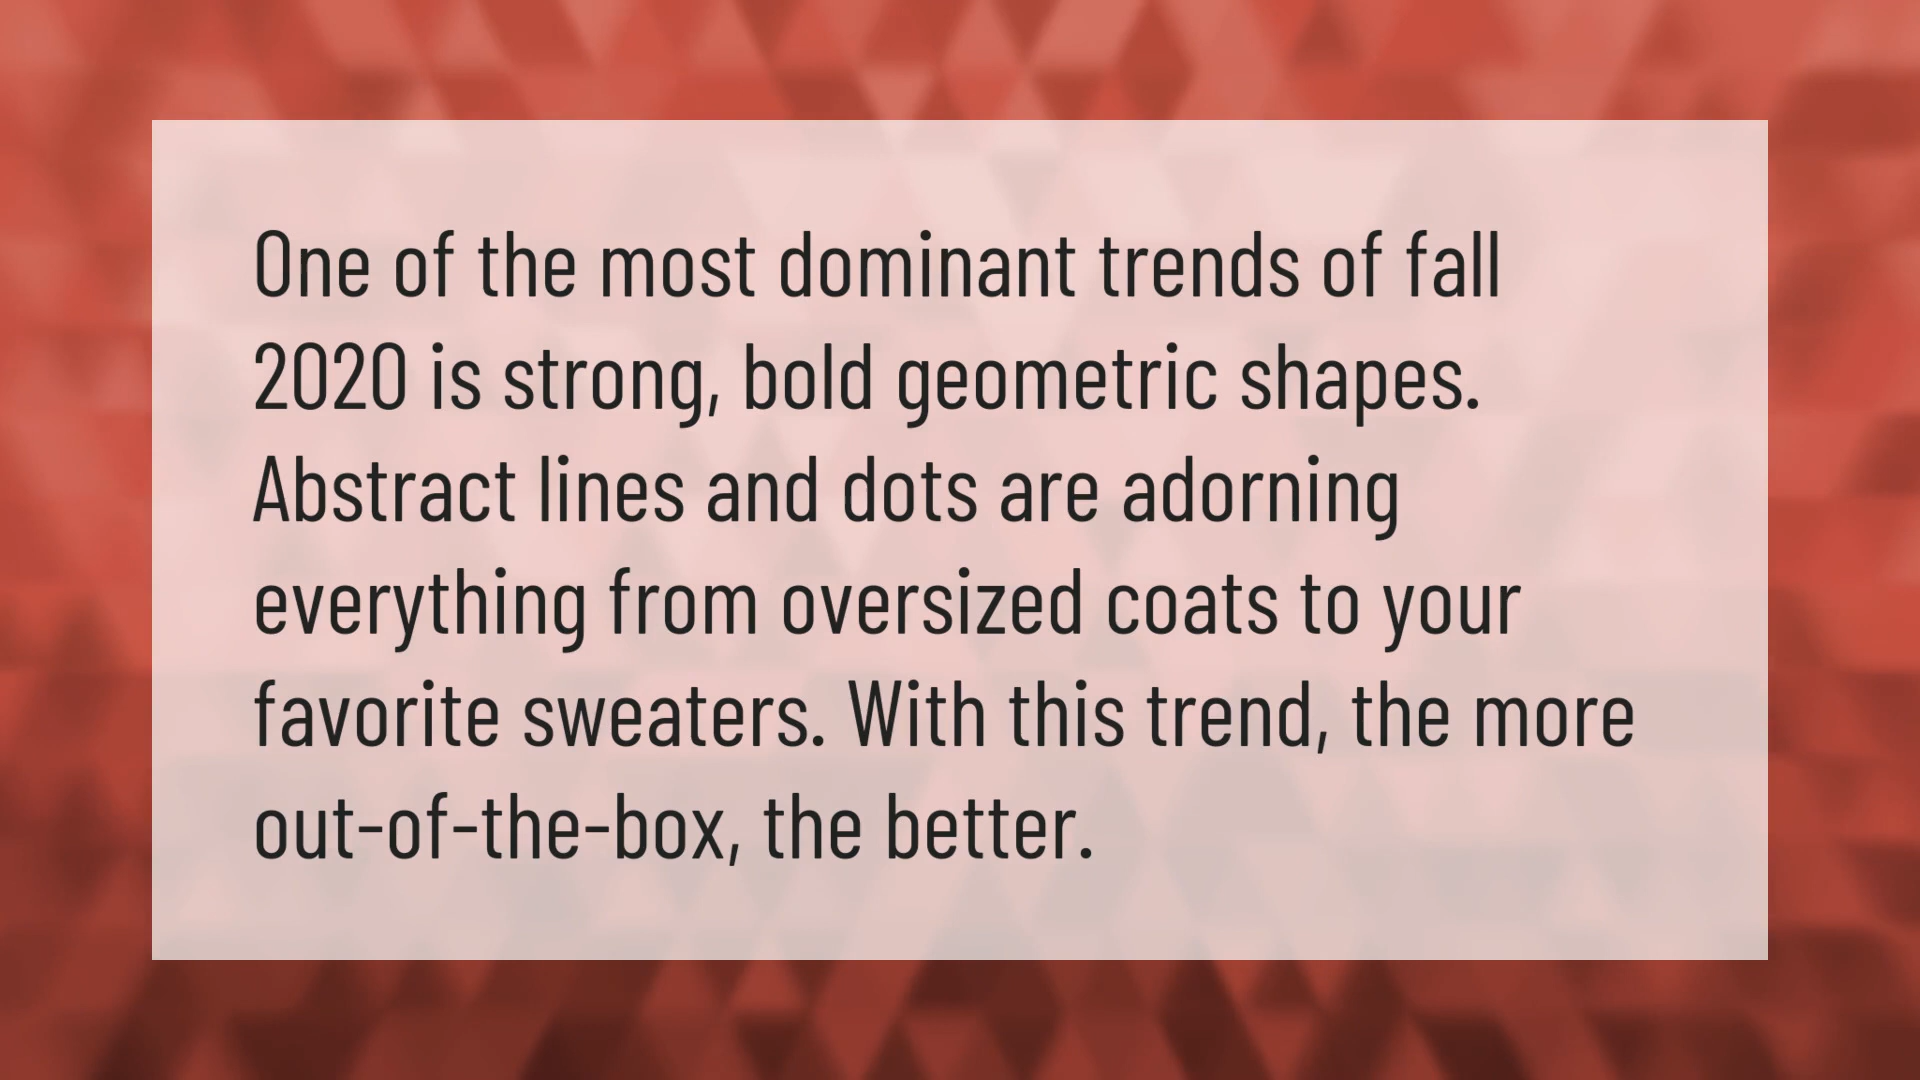 One of the most dominant trends of fall
2020 is strong, bold geometric shapes.
Abstract lines and dots are adorning
everything from oversized coats to your
favorite sweaters. With this trend, the more
out-of-the-box, the better.